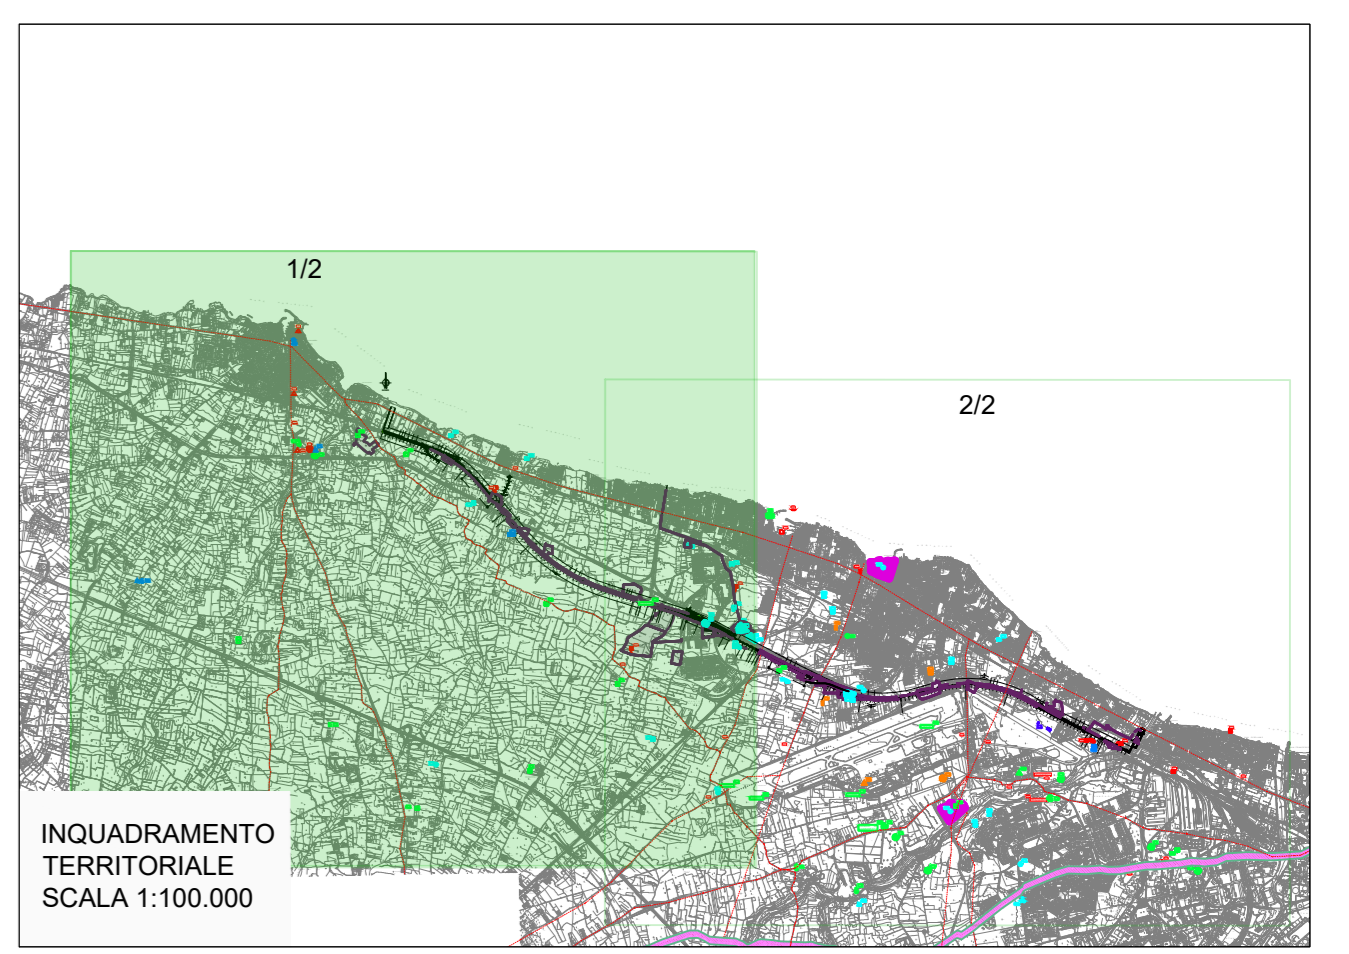 1/2
2/2
INQUADRAMENTO
TERRITORIALE
SCALA 1:100.000